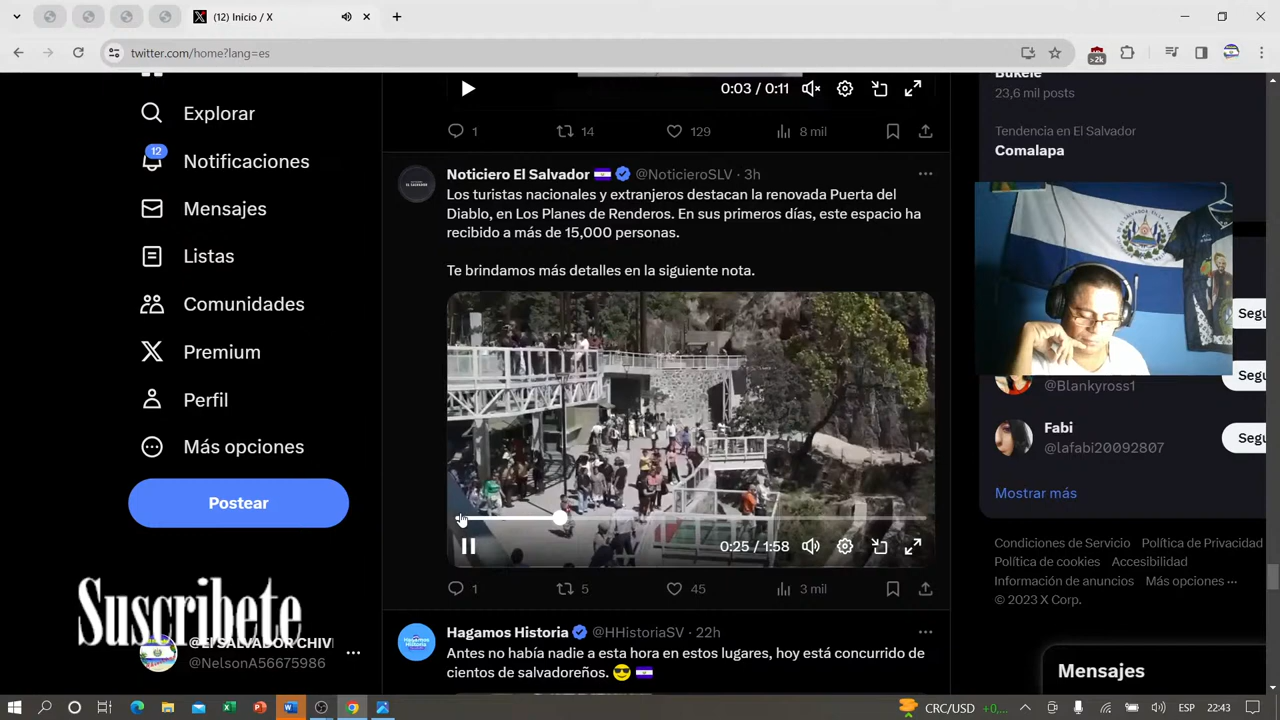 (12) Inicio / X
twitter.com/home?lang=es
>2k
Explorar
12
Notificaciones
Mensajes
Listas
Comunidades
Premium
Perfil
Más opciones
Postear
Suscribete
@El SALVADOR CHIV
@NelsonA56675986
0:03 / 0:11
1
14
129
8 mil
Noticiero El Salvador @NoticieroSLV · 3h
Los turistas nacionales y extranjeros destacan la renovada Puerta del
Diablo, en Los Planes de Renderos. En sus primeros días, este espacio ha
recibido a más de 15,000 personas.
Te brindamos más detalles en la siguiente nota.
0:25 / 1:58
1
5
45
3 mil
Hagamos Historia @HHistoriaSV · 22h
Antes no había nadie a esta hora en estos lugares, hoy está concurrido de
cientos de salvadoreños.
Bukele
23,6 mil posts
Tendencia en El Salvador
Comalapa
Segu
Segu
@Blankyross1
Fabi
@lafabi20092807
Segu
Mostrar más
Condiciones de Servicio Política de Privacidad
Política de cookies Accesibilidad
Información de anuncios Más opciones ···
© 2023 X Corp.
Mensajes
CRC/USD +0,...
ESP 22:43